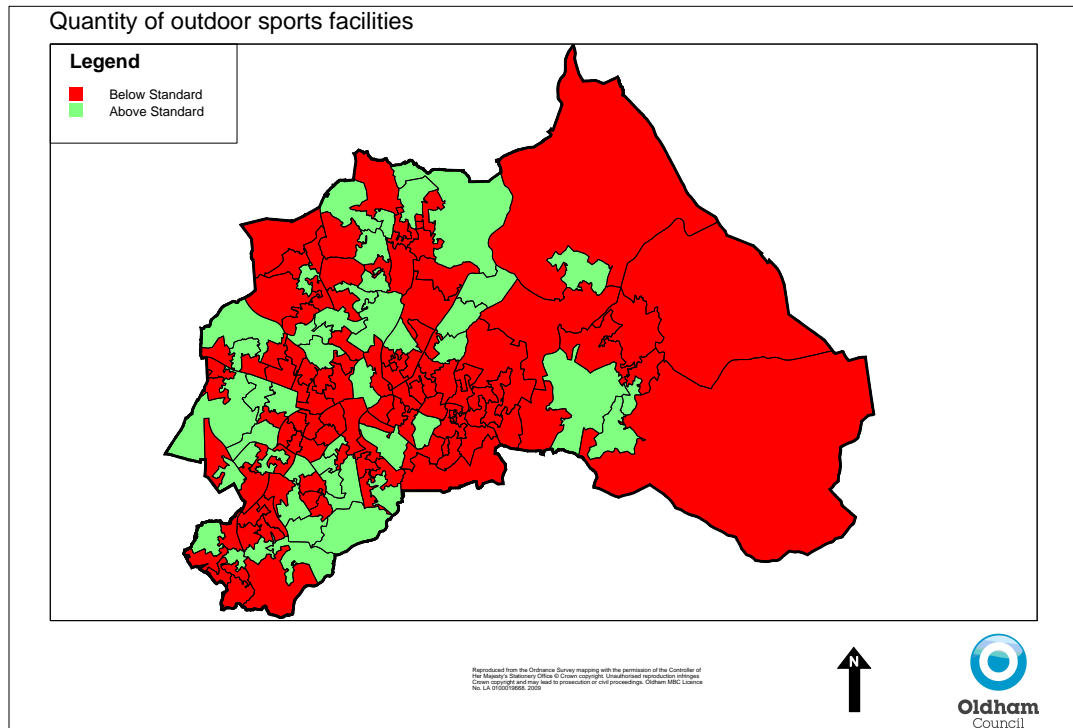 Quantity of outdoor sports facilities
Legend
Below Standard
Above Standard
Reproduced from the Ordnance Survey mapping with the permission of the Controller of
Her Majesty's Stationery Office © Crown copyright. Unauthorised reproduction infringes
Crown copyright and may lead to prosecution or civil proceedings. Oldham MBC Licence
No. LA 0100019668. 2009
N
Oldham
Council